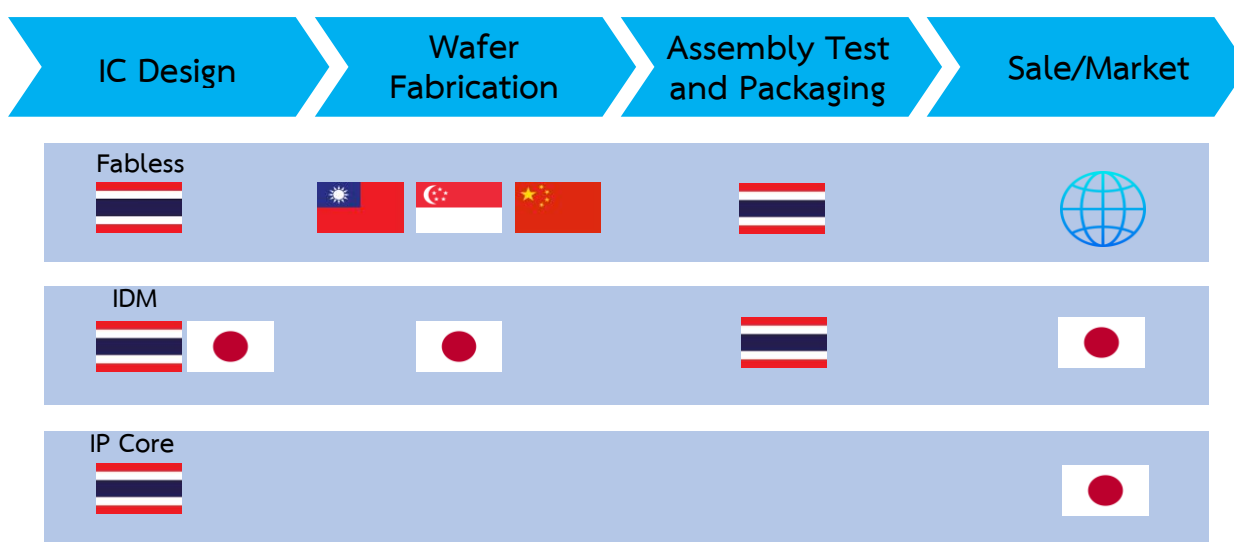 IC Design
Wafer
Fabrication
Assembly Test
and Packaging
Sale/Market
Fabless
IDM
IP Core